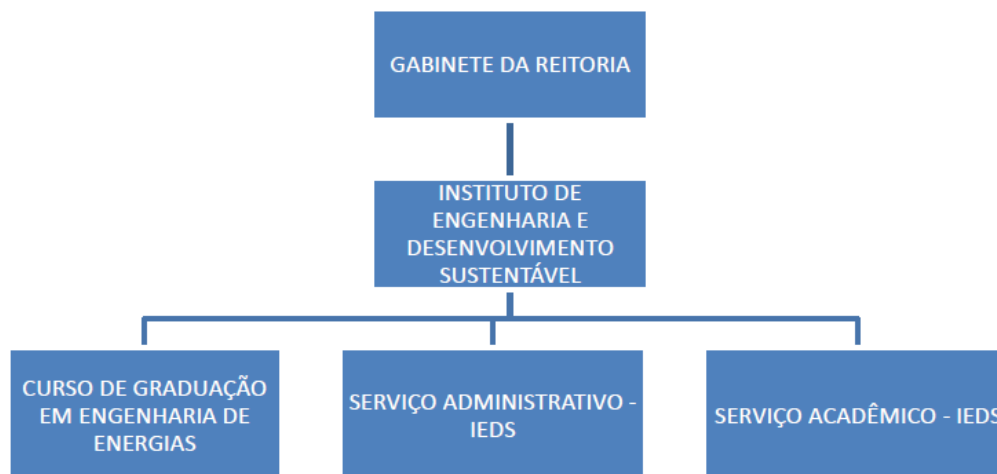 GABINETE DA REITORIA
INSTITUTO DE
ENGENHARIA E
DESENVOLVIMENTO
SUSTENTÁVEL
CURSO DE GRADUAÇÃO
EM ENGENHARIA DE
ENERGIAS
SERVIÇO ADMINISTRATIVO -
IEDS
SERVIÇO ACADÊMICO - IEDS